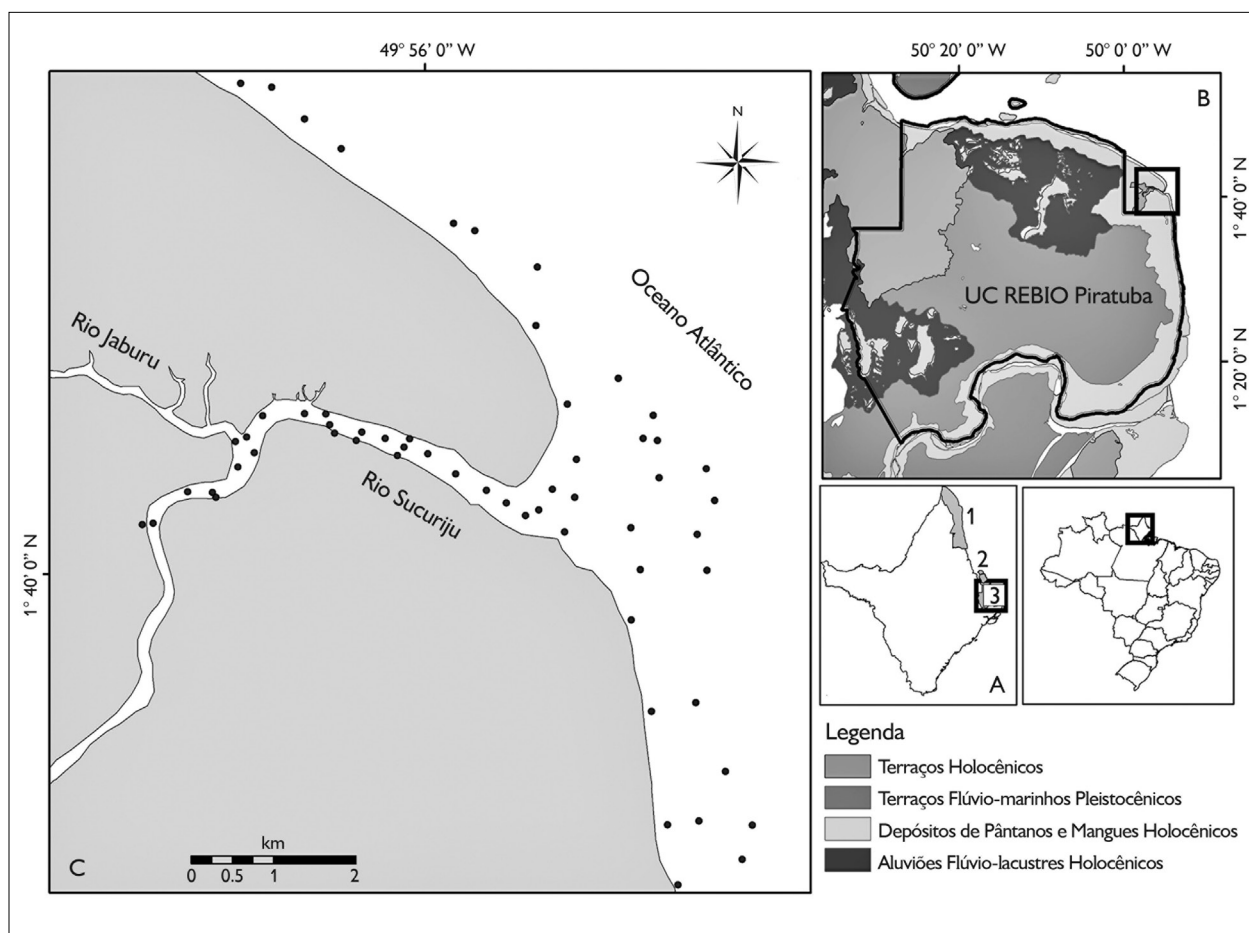 49° 56' 0" W
50° 20' 0" W
50° 0' 0" W
N
Oceano Atlântico
Rio Jaburu
Rio Sucuriju
1° 40' 0" N
km
0 0.5 1 2
C
B
UC REBIO Piratuba
1° 40' 0" N
1° 20' 0" N
1
2
3
A
Legenda
Terraços Holocênicos
Terraços Flúvio-marinhos Pleistocênicos
Depósitos de Pântanos e Mangues Holocênicos
Aluviões Flúvio-lacustres Holocênicos